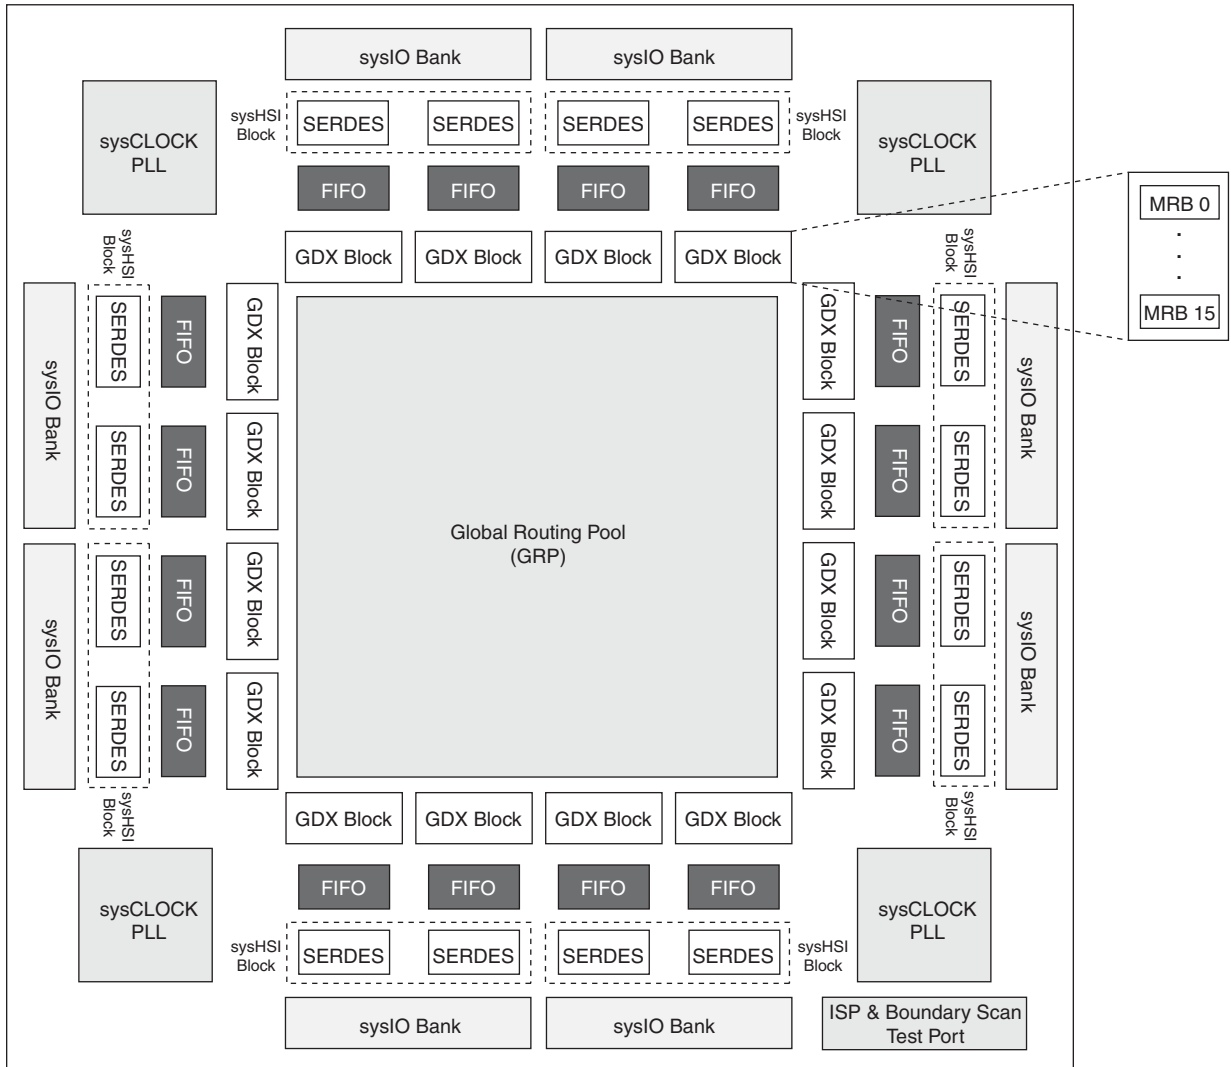 sysIO Bank
sysIO Bank
sysCLOCK
PLL
sysHSI
Block
SERDES
SERDES
SERDES
SERDES
sysHSI
Block
sysCLOCK
PLL
FIFO
FIFO
FIFO
FIFO
MRB 0
.
.
.
MRB 15
GDX Block
GDX Block
GDX Block
GDX Block
sysHSI
Block
sysHSI
Block
sysIO Bank
SERDES
FIFO
GDX Block
GDX Block
FIFO
SERDES
sysIO Bank
SERDES
FIFO
GDX Block
GDX Block
FIFO
SERDES
Global Routing Pool
(GRP)
sysIO Bank
SERDES
FIFO
GDX Block
GDX Block
FIFO
SERDES
sysIO Bank
SERDES
FIFO
GDX Block
GDX Block
FIFO
SERDES
sysHSI
Block
sysHSI
Block
GDX Block
GDX Block
GDX Block
GDX Block
sysCLOCK
PLL
FIFO
FIFO
FIFO
FIFO
sysCLOCK
PLL
sysHSI
Block
SERDES
SERDES
SERDES
SERDES
sysHSI
Block
sysIO Bank
sysIO Bank
ISP & Boundary Scan
Test Port